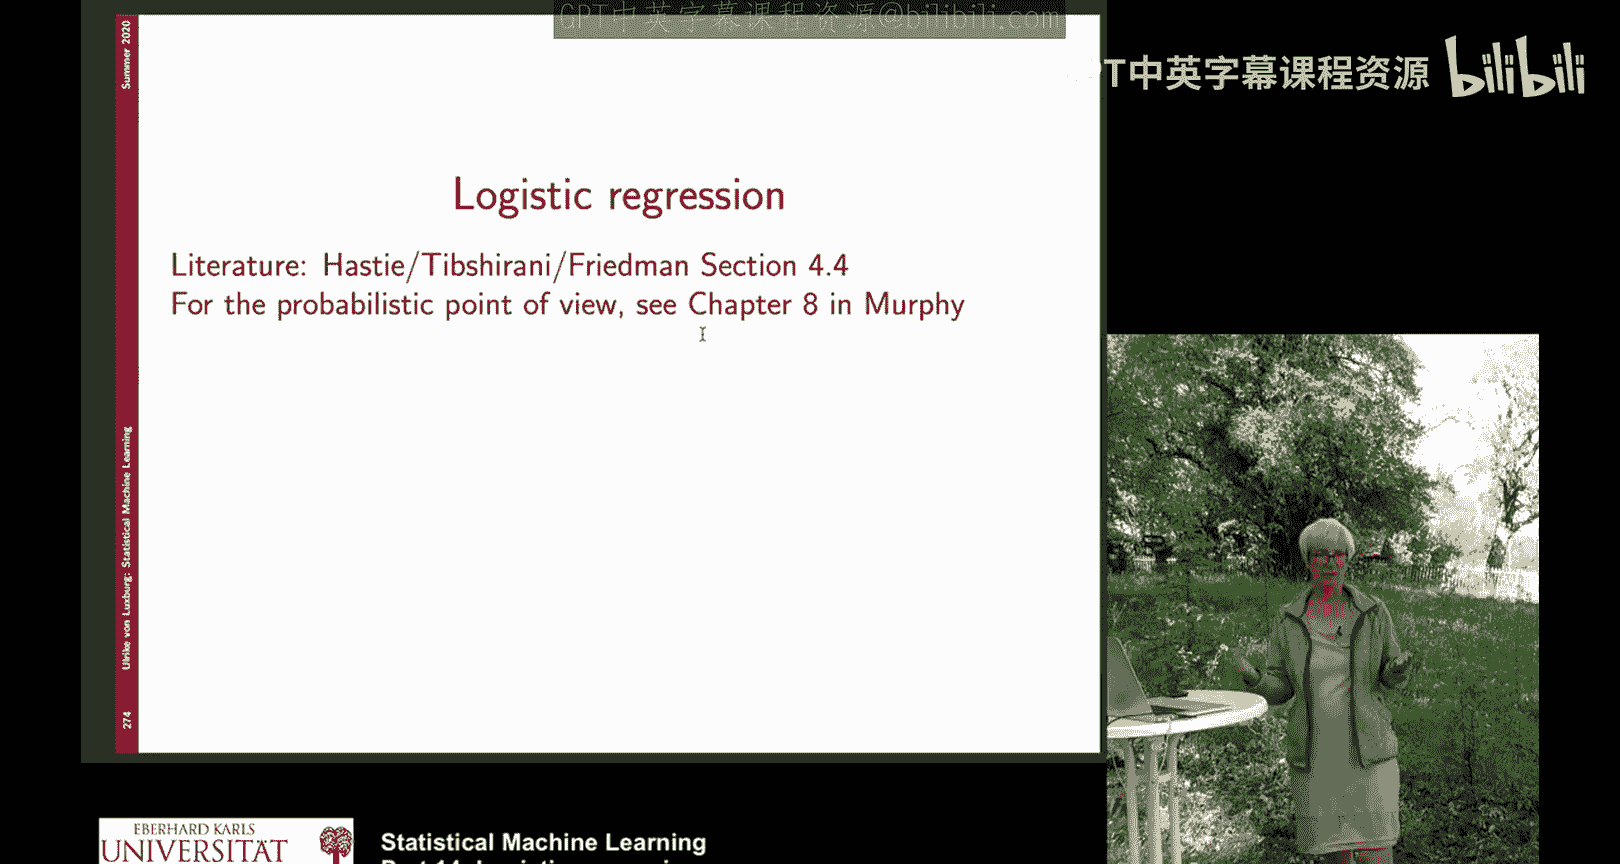 GPT中英字幕课程资源@bilibili.com
T中英字幕课程资源 bilibili
Summer 2020
Logistic regression
Literature: Hastie/Tibshirani/Friedman Section 4.4
For the probabilistic point of view, see Chapter 8 in Murphy
Ulrike von Luxburg: Statistical Machine Learning
274
EBERHARD KARLS
UNIVERSITÄT
Statistical Machine Learning